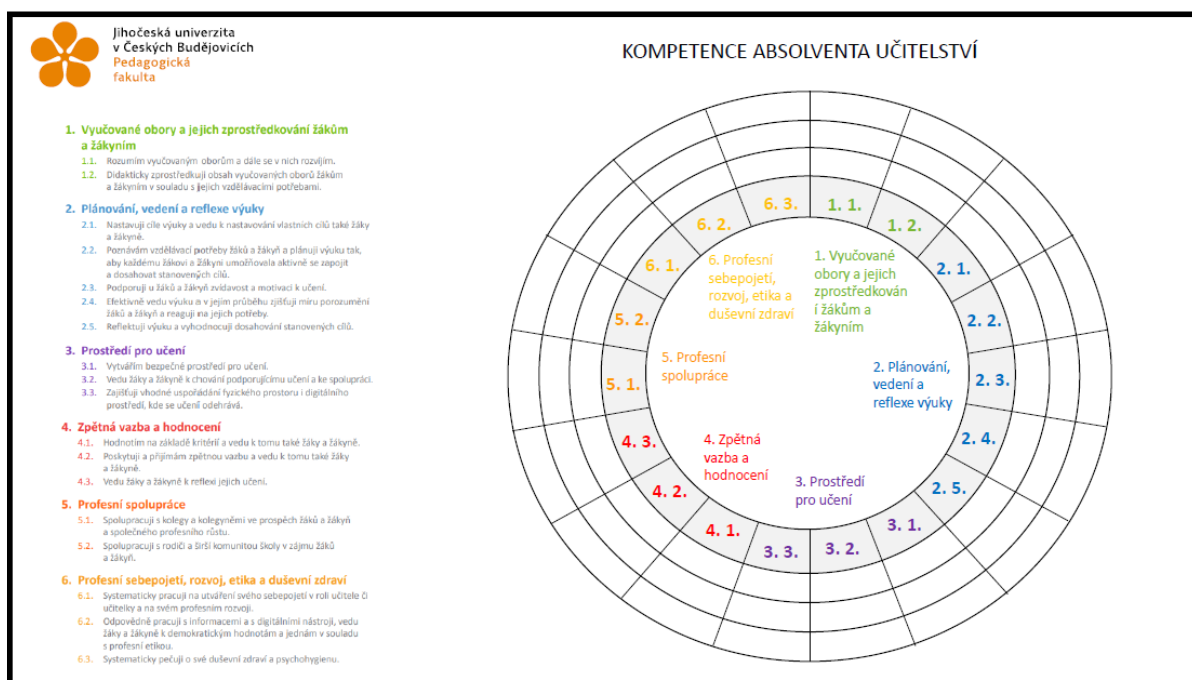 Jihočeská univerzita
v Českých Budějovicích
Pedagogická
fakulta
KOMPETENCE ABSOLVENTA UČITELSTVÍ
1. Vyučované obory a jejich zprostředkování žákům
a žákyním
1.1. Rozumím vyučovaným oborům a dále se v nich rozvíjím.
1.2. Didakticky zprostředkuji obsah vyučovaných oborů žákům
a žákyním v souladu s jejich vzdělávacími potřebami.
2. Plánování, vedení a reflexe výuky
2.1. Nastavuji cíle výuky a vedu k nastavování vlastních cílů také žáky
a žákyně.
2.2. Poznávám vzdělávací potřeby žáků a žákyň a plánuji výuku tak,
aby každému žákovi a žákyni umožňovala aktivně se zapojit
a dosahovat stanovených cílů.
2.3. Podporuji u žáků a žákyň zvídavost a motivaci k učení.
2.4. Efektivně vedu výuku a v jejím průběhu zjišťuji míru porozumění
žáků a žákyň a reaguji na jejich potřeby.
2.5. Reflektuji výuku a vyhodnocuji dosahování stanovených cílů.
3. Prostředí pro učení
3.1. Vytvářím bezpečné prostředí pro učení.
3.2. Vedu žáky a žákyně k chování podporujícímu učení a ke spolupráci.
3.3. Zajišťuji vhodné uspořádání fyzického prostoru i digitálního
prostředí, kde se učení odehrává.
4. Zpětná vazba a hodnocení
4.1. Hodnotím na základě kritérií a vedu k tomu také žáky a žákyně.
4.2. Poskytuji a přijímám zpětnou vazbu a vedu k tomu také žáky
a žákyně.
4.3. Vedu žáky a žákyně k reflexi jejich učení.
5. Profesní spolupráce
5.1. Spolupracuji s kolegy a kolegyněmi ve prospěch žáků a žákyň
a společného profesního růstu.
5.2. Spolupracuji s rodiči a širší komunitou školy v zájmu žáků
a žákyň.
6. Profesní sebepojetí, rozvoj, etika a duševní zdraví
6.1. Systematicky pracuji na utváření svého sebepojetí v roli učitele či
učitelky a na svém profesním rozvoji.
6.2. Odpovědně pracuji s informacemi a s digitálními nástroji, vedu
žáky a žákyně k demokratickým hodnotám a jednám v souladu
s profesní etikou.
6.3. Systematicky pečuji o své duševní zdraví a psychohygienu.
1. 1.
1. 2.
2. 1.
2. 2.
2. 3.
2. 4.
2. 5.
3. 1.
3. 2.
3. 3.
4. 1.
4. 2.
4. 3.
5. 1.
5. 2.
6. 1.
6. 2.
6. 3.
1. Vyučované
obory a jejich
zprostředkován
í žákům a
žákyním
2. Plánování,
vedení a
reflexe výuky
3. Prostředí
pro učení
4. Zpětná
vazba a
hodnocení
5. Profesní
spolupráce
6. Profesní
sebepojetí,
rozvoj, etika a
duševní zdraví